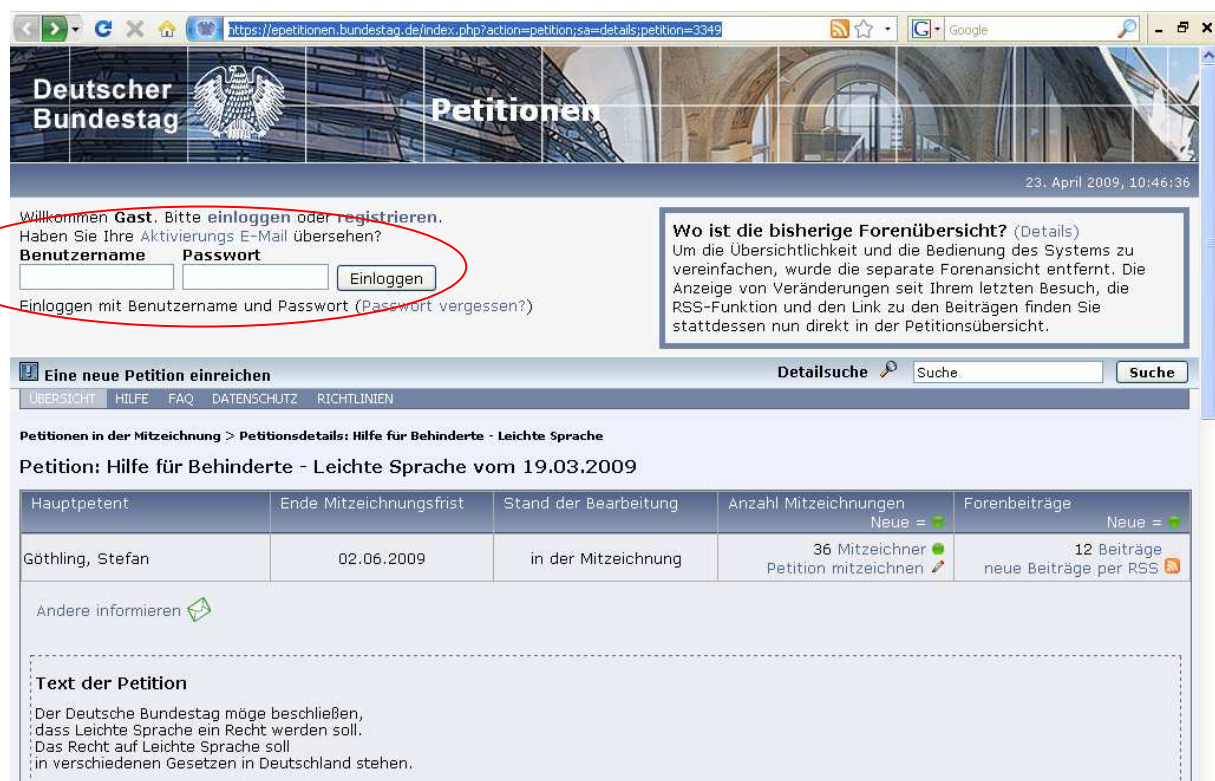 https://epetitionen.bundestag.de/index.php?action=petition;sa=details;petition=3349
G Google
Deutscher
Bundestag
Petitionen
23. April 2009, 10:46:36
Willkommen Gast. Bitte einloggen oder registrieren.
Haben Sie Ihre Aktivierungs E-Mail übersehen?
Benutzername Passwort
Einloggen
Einloggen mit Benutzername und Passwort (Passwort vergessen?)
Wo ist die bisherige Forenübersicht? (Details)
Um die Übersichtlichkeit und die Bedienung des Systems zu
vereinfachen, wurde die separate Forenansicht entfernt. Die
Anzeige von Veränderungen seit Ihrem letzten Besuch, die
RSS-Funktion und den Link zu den Beiträgen finden Sie
stattdessen nun direkt in der Petitionsübersicht.
Eine neue Petition einreichen
Detailsuche Suche Suche
ÜBERSICHT HILFE FAQ DATENSCHUTZ RICHTLINIEN
Petitionen in der Mitzeichnung > Petitionsdetails: Hilfe für Behinderte - Leichte Sprache
Petition: Hilfe für Behinderte - Leichte Sprache vom 19.03.2009
Hauptpetent Ende Mitzeichnungsfrist Stand der Bearbeitung Anzahl Mitzeichnungen Forenbeiträge
Neue = Neue =
Göthling, Stefan 02.06.2009 in der Mitzeichnung 36 Mitzeichner 12 Beiträge
Petition mitzeichnen neue Beiträge per RSS
Andere informieren
Text der Petition
Der Deutsche Bundestag möge beschließen,
dass Leichte Sprache ein Recht werden soll.
Das Recht auf Leichte Sprache soll
in verschiedenen Gesetzen in Deutschland stehen.